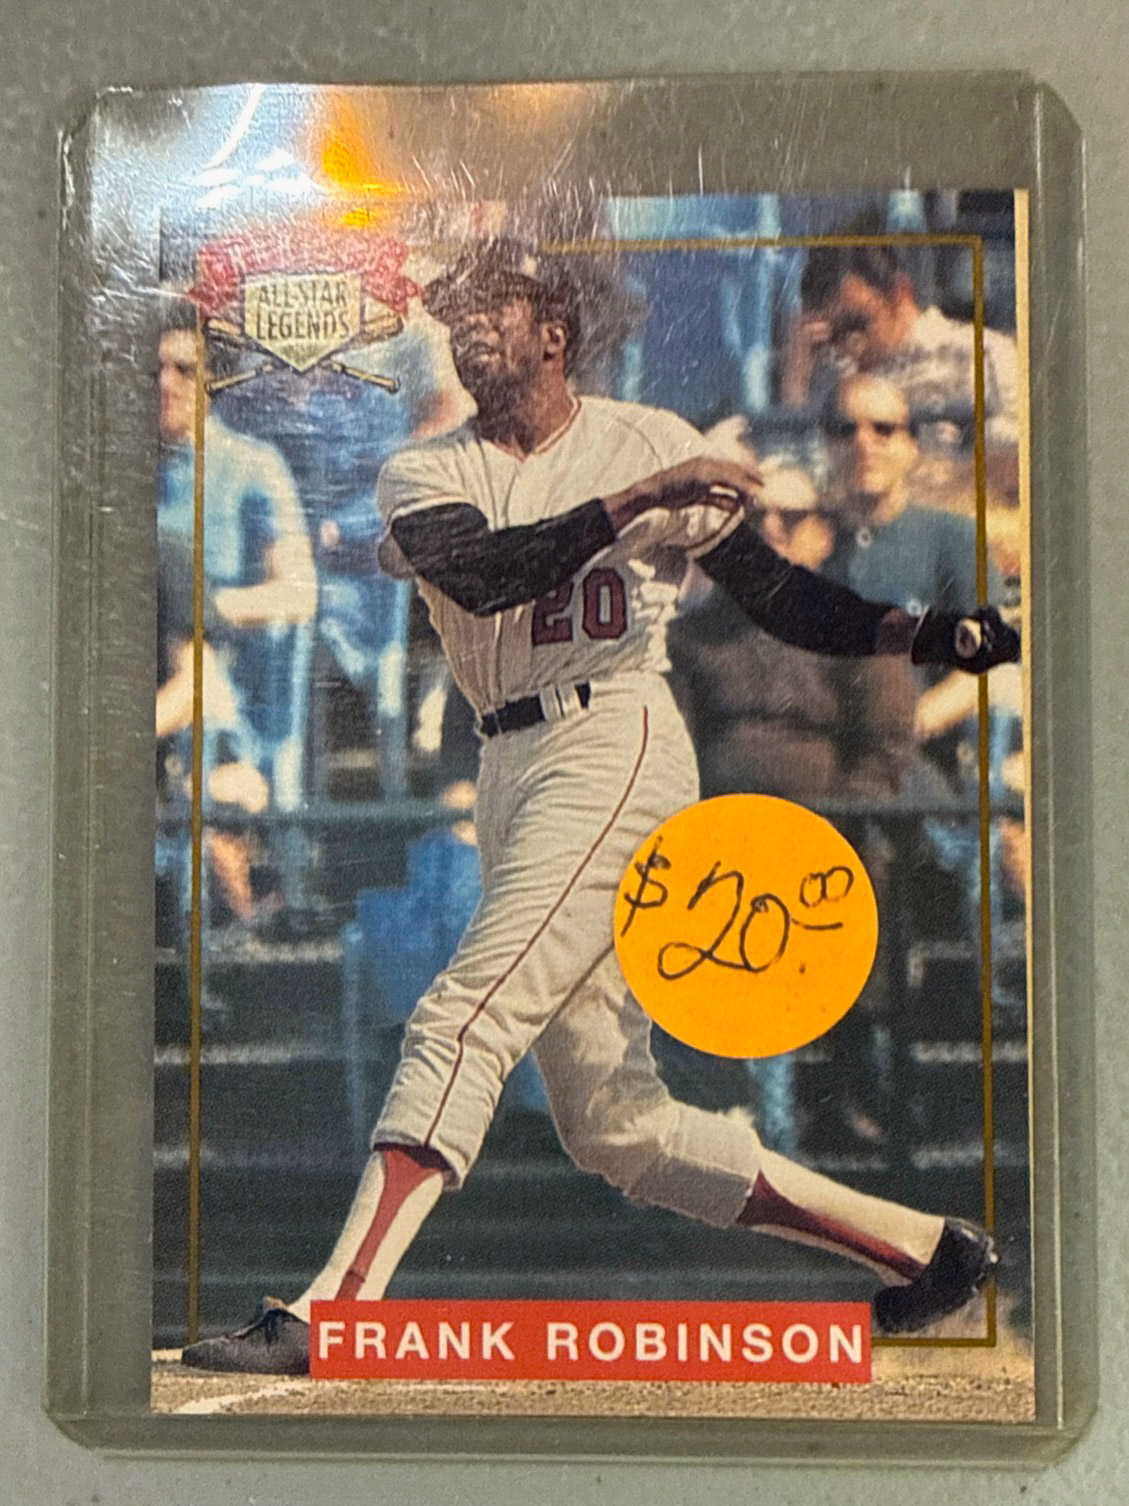 ALL-STAR
LEGENDS
20
$20.00
FRANK ROBINSON